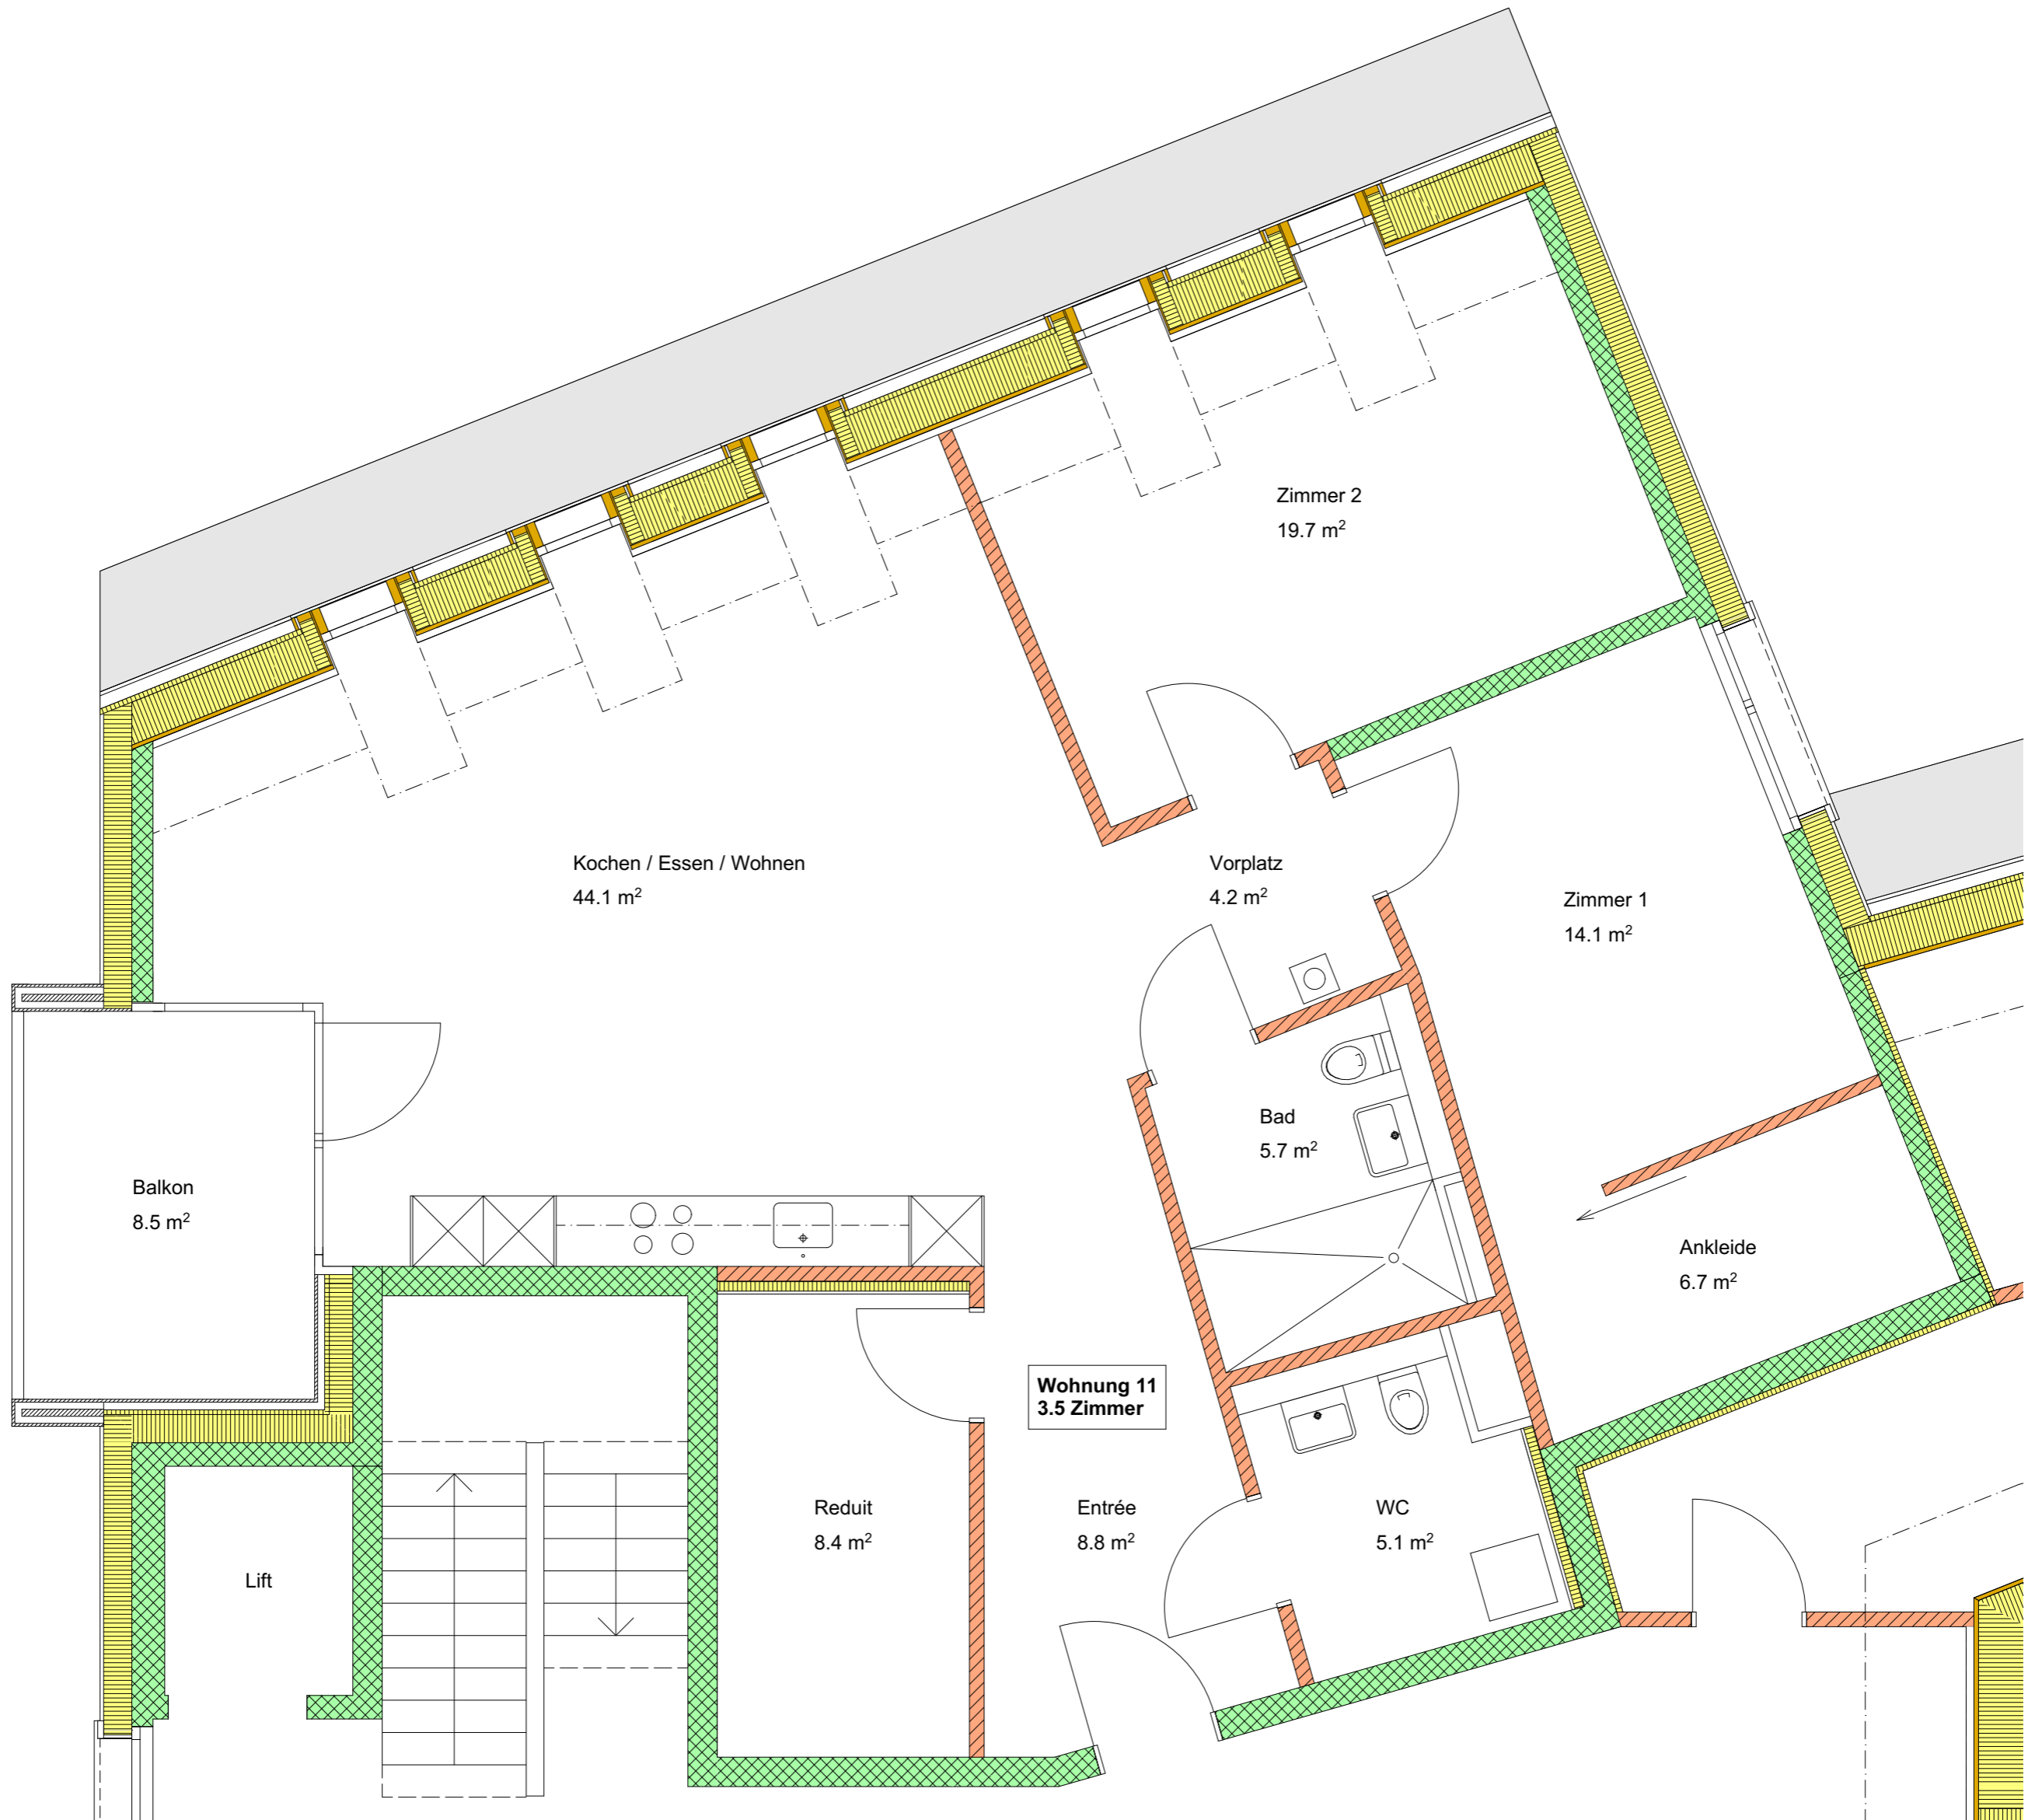 Zimmer 2
19.7 m²
Kochen / Essen / Wohnen
44.1 m²
Vorplatz
4.2 m²
Zimmer 1
14.1 m²
Bad
5.7 m²
Balkon
8.5 m²
Ankleide
6.7 m²
Wohnung 11
3.5 Zimmer
Reduit
8.4 m²
Entrée
8.8 m²
WC
5.1 m²
Lift